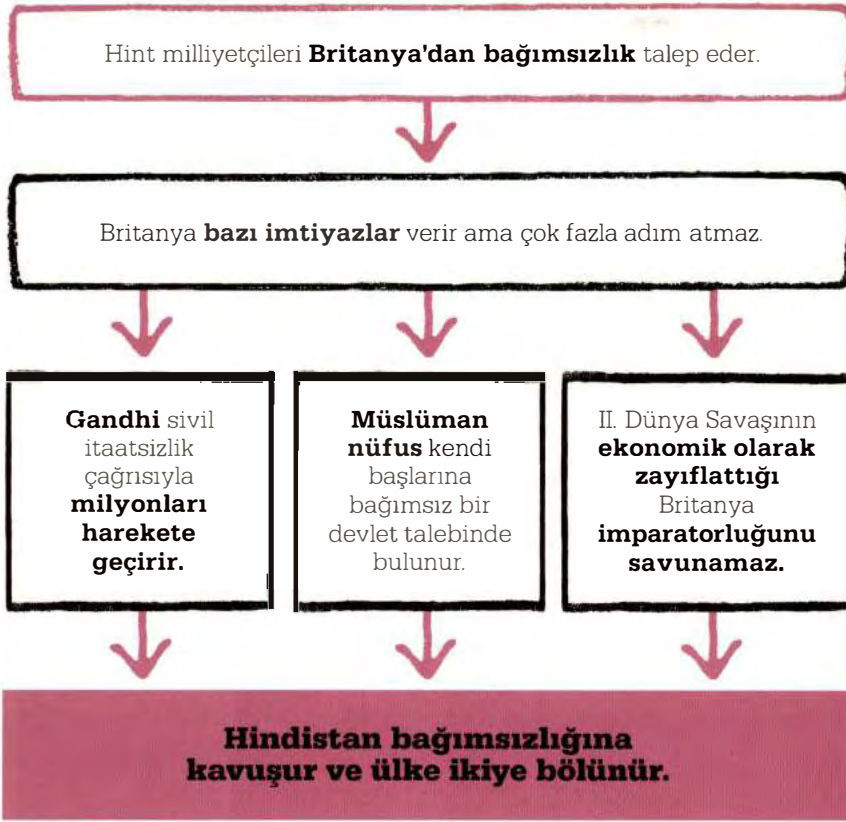 Hint milliyetçileri Britanya'dan bağımsızlık talep eder.
Britanya bazı imtiyazlar verir ama çok fazla adım atmaz.
Gandhi sivil
itaatsizlik
çağrısıyla
milyonları
harekete
geçirir.
Müslüman
nüfus kendi
başlarına
bağımsız bir
devlet talebinde
bulunur.
II. Dünya Savaşının
ekonomik olarak
zayıflattığı
Britanya
imparatorluğunu
savunamaz.
Hindistan bağımsızlığına
kavuşur ve ülke ikiye bölünür.